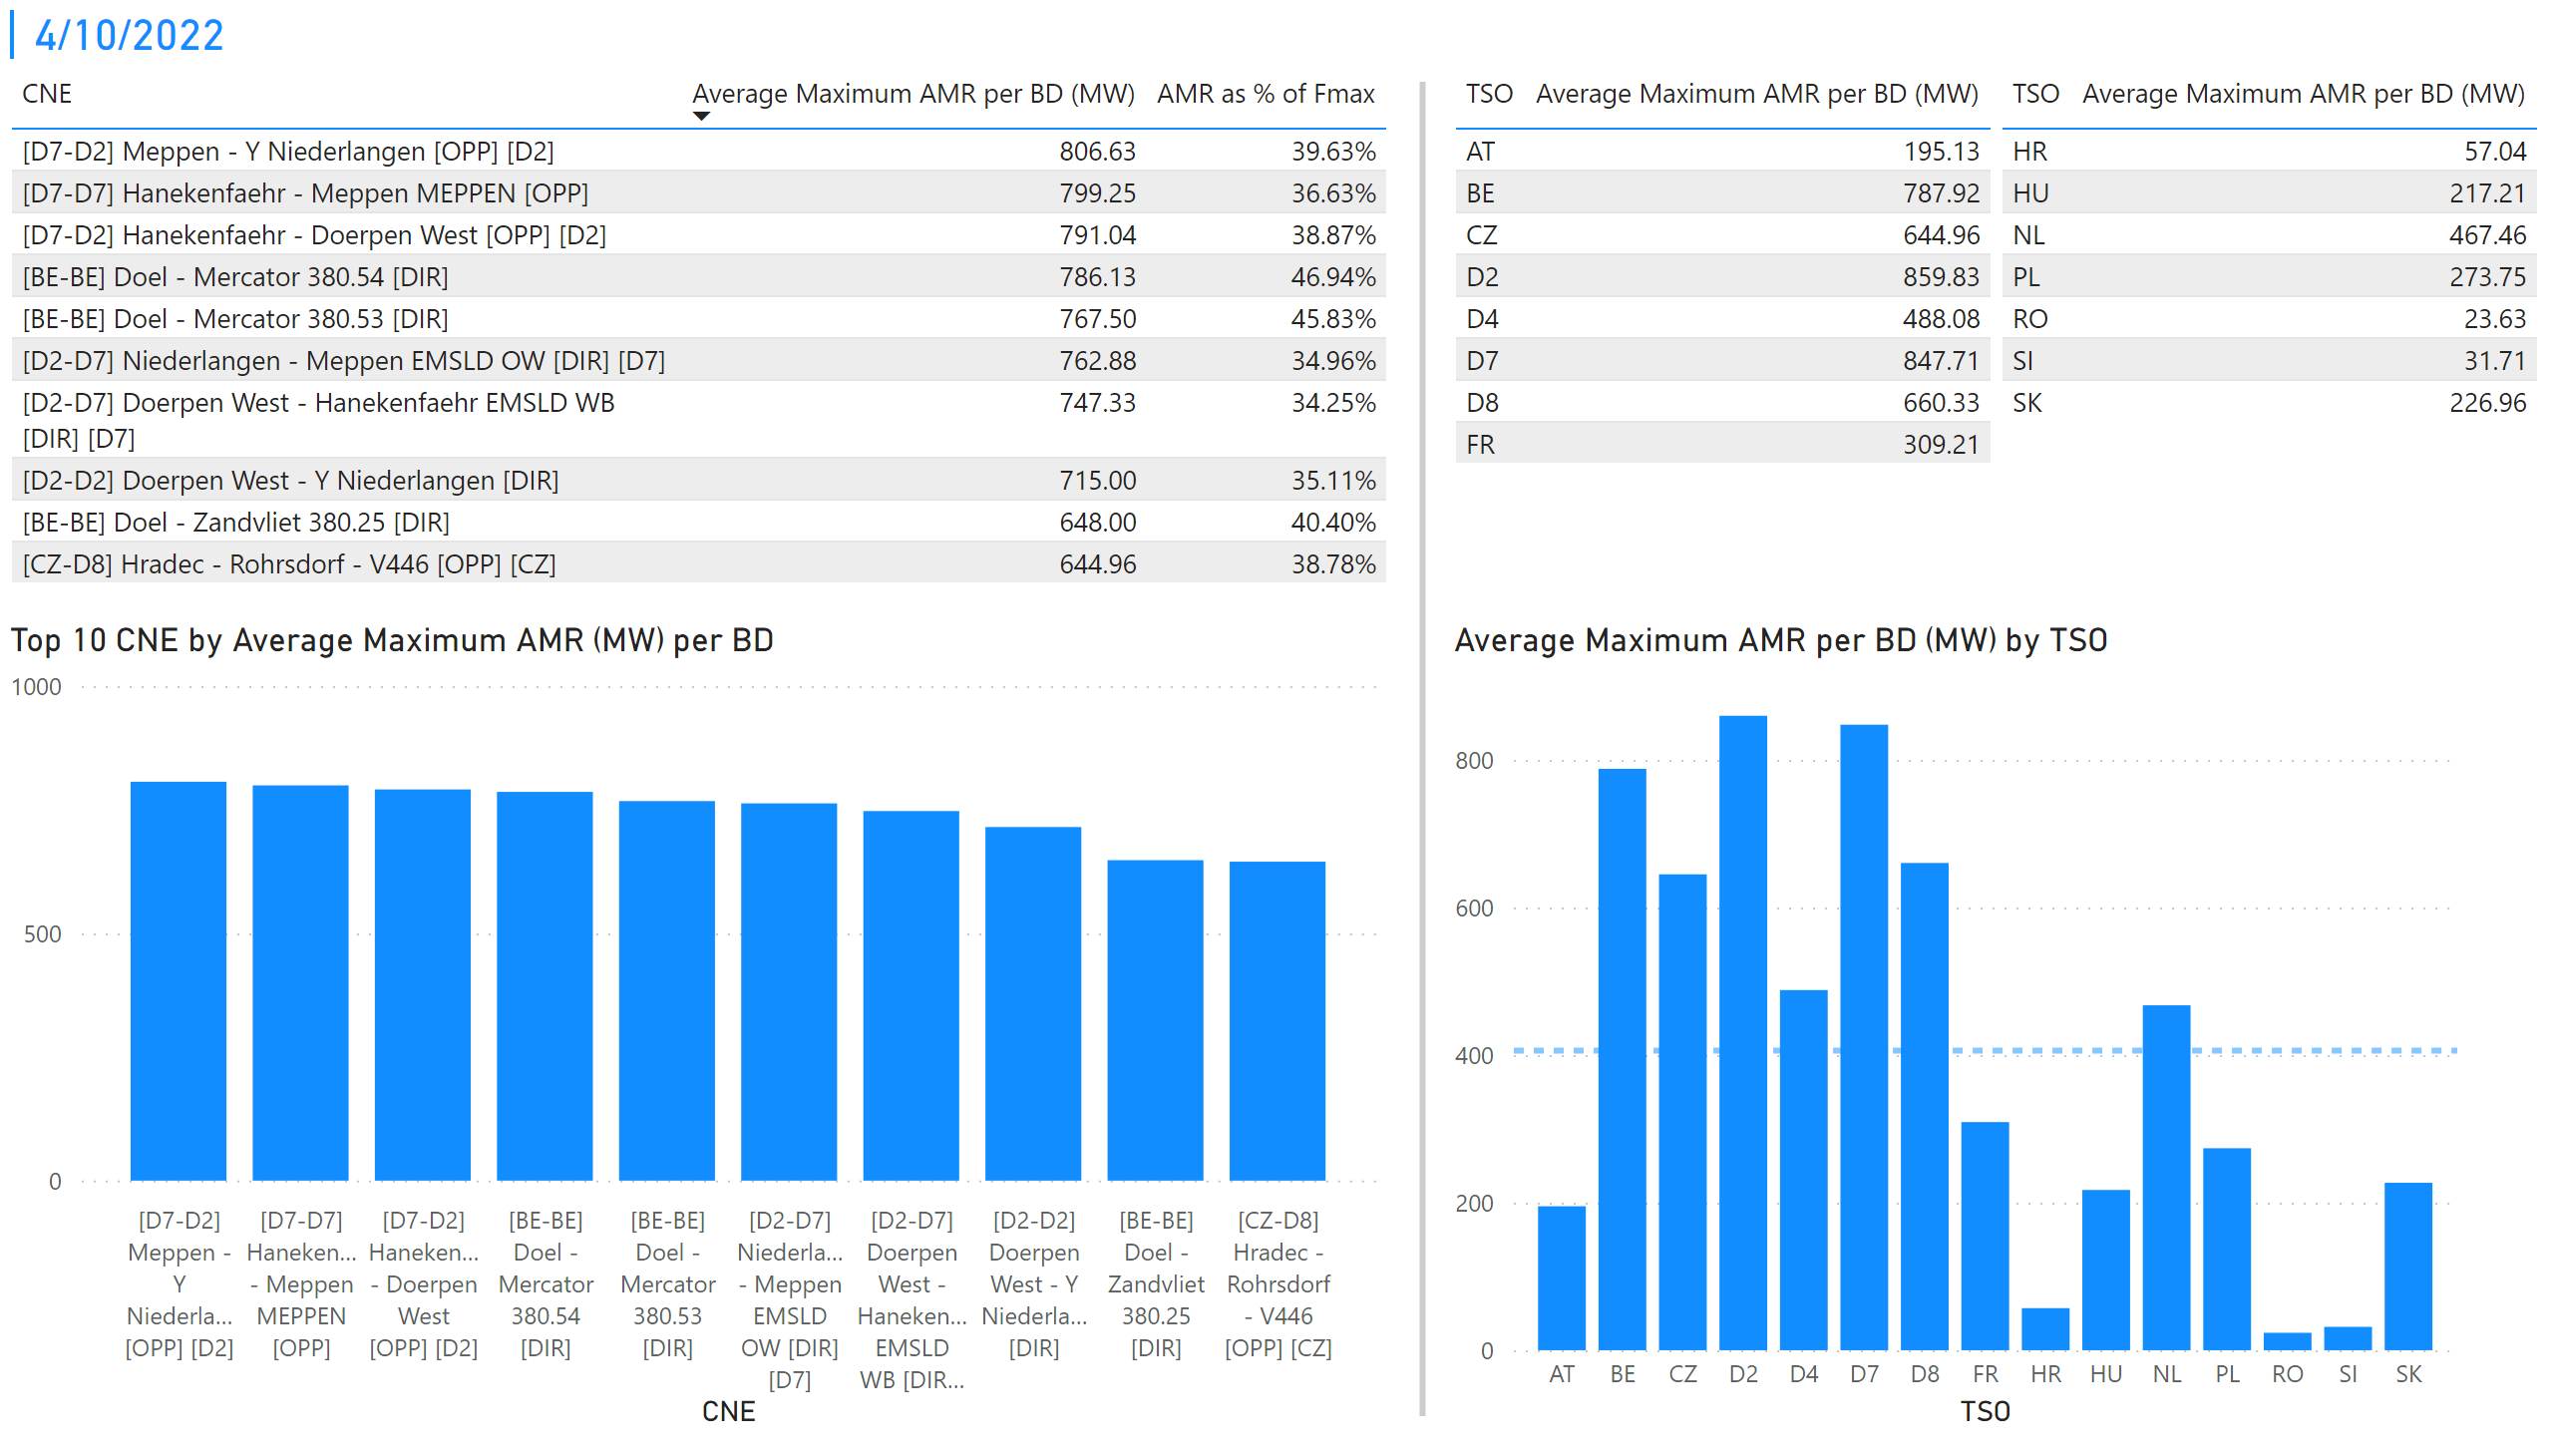 4/10/2022
CNE Average Maximum AMR per BD (MW) AMR as % of Fmax
[D7-D2] Meppen - Y Niederlangen [OPP] [D2] 806.63 39.63%
[D7-D7] Hanekenfaehr - Meppen MEPPEN [OPP] 799.25 36.63%
[D7-D2] Hanekenfaehr - Doerpen West [OPP] [D2] 791.04 38.87%
[BE-BE] Doel - Mercator 380.54 [DIR] 786.13 46.94%
[BE-BE] Doel - Mercator 380.53 [DIR] 767.50 45.83%
[D2-D7] Niederlangen - Meppen EMSLD OW [DIR] [D7] 762.88 34.96%
[D2-D7] Doerpen West - Hanekenfaehr EMSLD WB 747.33 34.25%
[DIR] [D7]
[D2-D2] Doerpen West - Y Niederlangen [DIR] 715.00 35.11%
[BE-BE] Doel - Zandvliet 380.25 [DIR] 648.00 40.40%
[CZ-D8] Hradec - Rohrsdorf - V446 [OPP] [CZ] 644.96 38.78%
TSO Average Maximum AMR per BD (MW)
AT 195.13
BE 787.92
CZ 644.96
D2 859.83
D4 488.08
D7 847.71
D8 660.33
FR 309.21
TSO Average Maximum AMR per BD (MW)
HR 57.04
HU 217.21
NL 467.46
PL 273.75
RO 23.63
SI 31.71
SK 226.96
Top 10 CNE by Average Maximum AMR (MW) per BD
1000
500
0
[D7-D2]
Meppen -
Y
Niederla...
[OPP] [D2]
[D7-D7]
Haneken...
- Meppen
MEPPEN
[OPP]
[D7-D2]
Haneken...
- Doerpen
West
[OPP] [D2]
[BE-BE]
Doel -
Mercator
380.54
[DIR]
[BE-BE]
Doel -
Mercator
380.53
[DIR]
[D2-D7]
Niederla...
- Meppen
EMSLD
OW [DIR]
[D7]
[D2-D7]
Doerpen
West -
Haneken...
EMSLD
WB [DIR...
[D2-D2]
Doerpen
West - Y
Niederla...
[DIR]
[BE-BE]
Doel -
Zandvliet
380.25
[DIR]
[CZ-D8]
Hradec -
Rohrsdorf
- V446
[OPP] [CZ]
CNE
Average Maximum AMR per BD (MW) by TSO
800
600
400
200
0
AT BE CZ D2 D4 D7 D8 FR HR HU NL PL RO SI SK
TSO